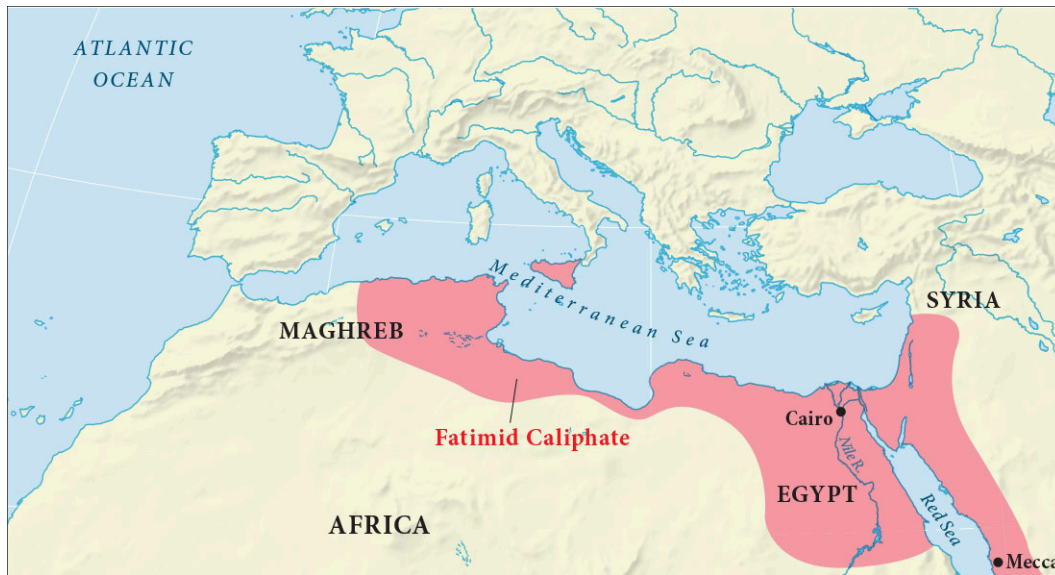 ATLANTIC
OCEAN
Mediterranean Sea
SYRIA
MAGHREB
Fatimid Caliphate
Cairo
Nile R.
EGYPT
Red Sea
AFRICA
Mecca